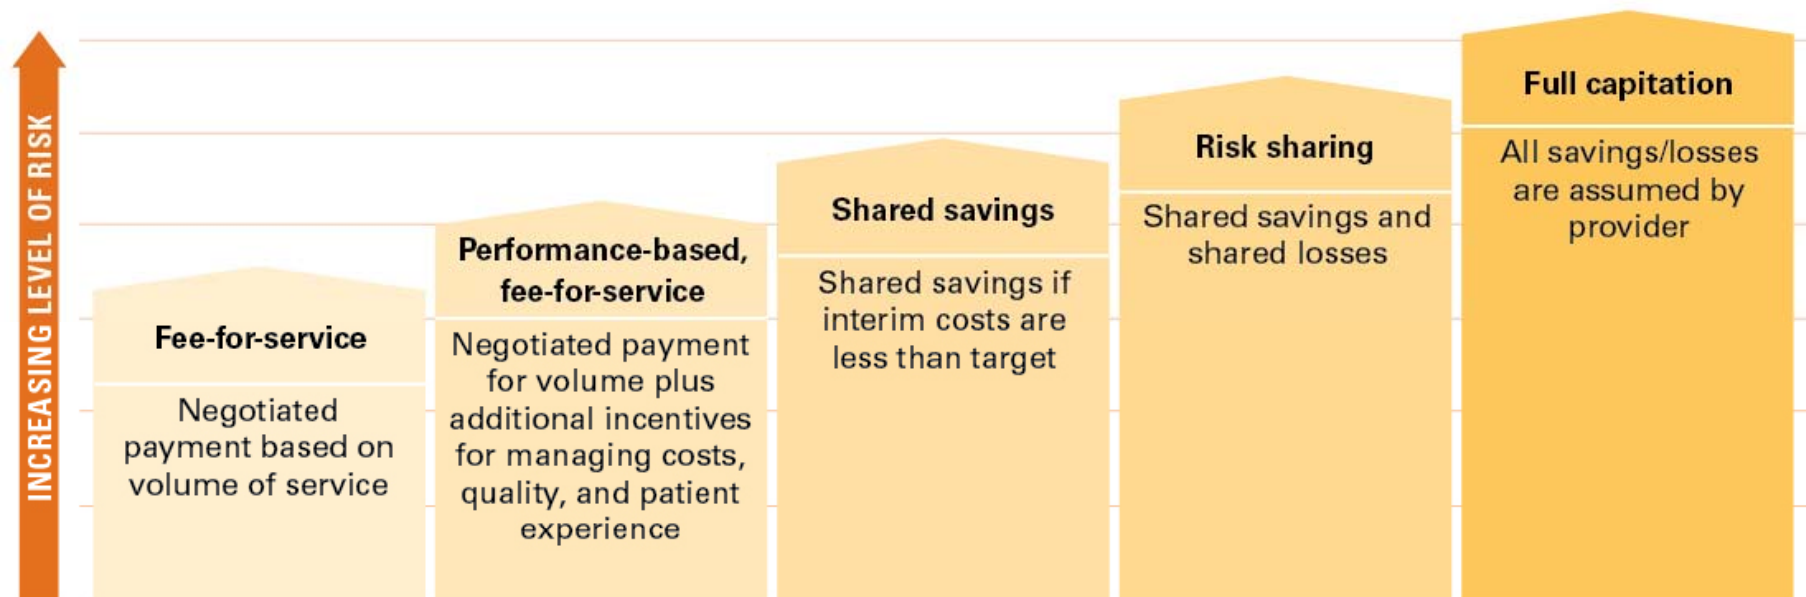 INCREASING LEVEL OF RISK
Fee-for-service
Negotiated
payment based on
volume of service
Performance-based,
fee-for-service
Negotiated payment
for volume plus
additional incentives
for managing costs,
quality, and patient
experience
Shared savings
Shared savings if
interim costs are
less than target
Risk sharing
Shared savings and
shared losses
Full capitation
All savings/losses
are assumed by
provider